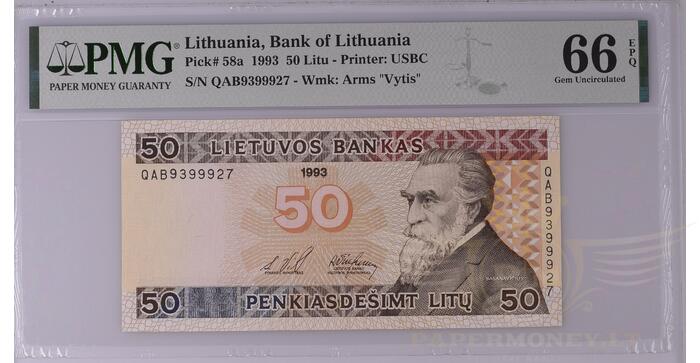 PMG®
PAPER MONEY GUARANTY
Lithuania, Bank of Lithuania
Pick# 58a 1993 50 Litu - Printer: USBC
S/N QAB9399927 - Wmk: Arms "Vytis"
66 EPQ
Gem Uncirculated
50 LIETUVOS BANKAS
QAB9399927
1993
50
QAB9399927
BASANAVIČIUS
50 PENKIASDEŠIMT LITŲ 50
PAPERMONEY.LT